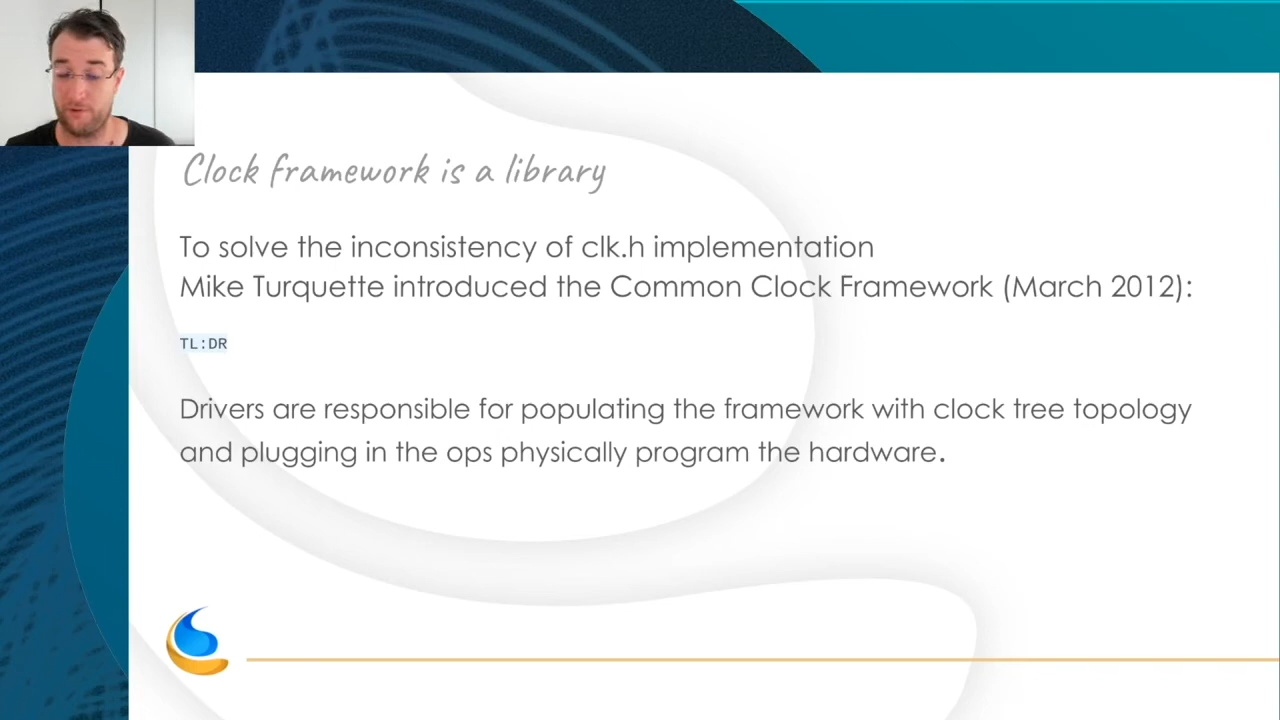 Clock framework is a library
To solve the inconsistency of clk.h implementation
Mike Turquette introduced the Common Clock Framework (March 2012):
TL:DR
Drivers are responsible for populating the framework with clock tree topology
and plugging in the ops physically program the hardware.